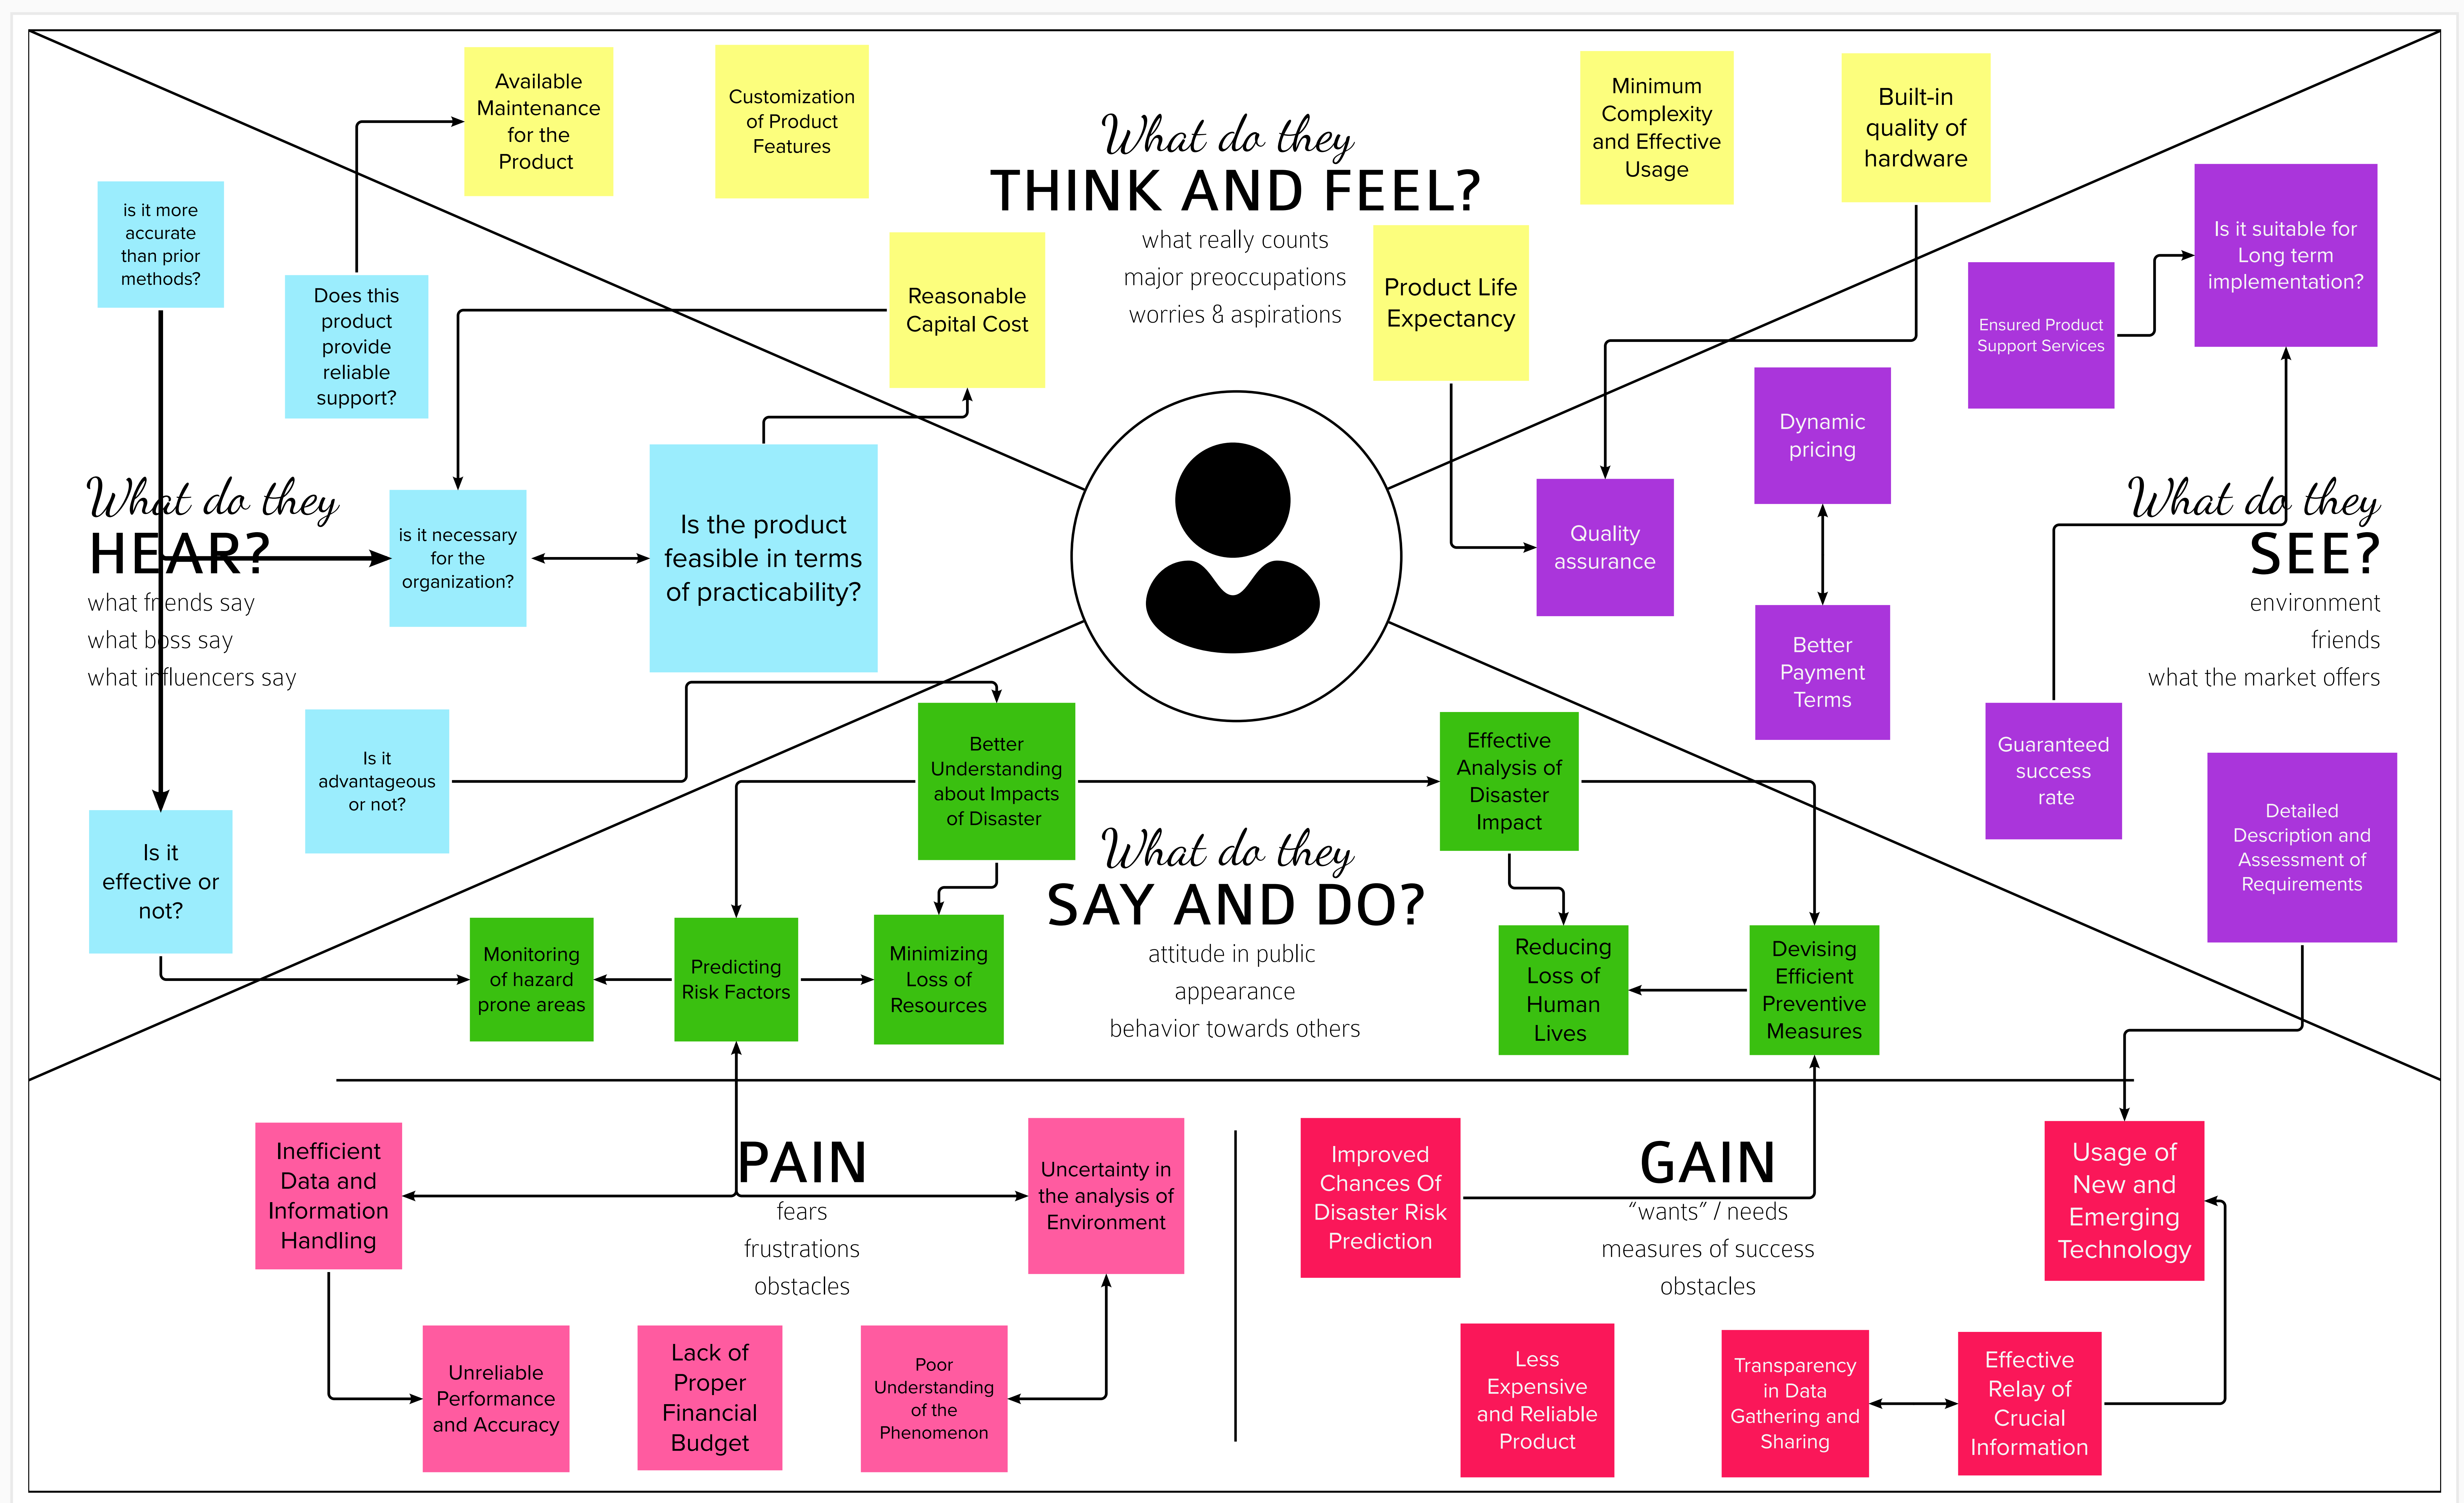 Available
Maintenance
for the
Product
Customization
of Product
Features
What do they
THINK AND FEEL?
what really counts
major preoccupations
worries & aspirations
Minimum
Complexity
and Effective
Usage
Built-in
quality of
hardware
Reasonable
Capital Cost
Product Life
Expectancy
is it more
accurate
than prior
methods?
Does this
product
provide
reliable
support?
What do they
HEAR?
what friends say
what boss say
what influencers say
is it necessary
for the
organization?
Is the product
feasible in terms
of practicability?
Is it
advantageous
or not?
Is it
effective or
not?
Is it suitable for
Long term
implementation?
Ensured Product
Support Services
Dynamic
pricing
Quality
assurance
Better
Payment
Terms
What do they
SEE?
environment
friends
what the market offers
Guaranteed
success
rate
Detailed
Description and
Assessment of
Requirements
Better
Understanding
about Impacts
of Disaster
Effective
Analysis of
Disaster
Impact
What do they
SAY AND DO?
attitude in public
appearance
behavior towards others
Monitoring
of hazard
prone areas
Predicting
Risk Factors
Minimizing
Loss of
Resources
Reducing
Loss of
Human
Lives
Devising
Efficient
Preventive
Measures
Inefficient
Data and
Information
Handling
PAIN
fears
frustrations
obstacles
Uncertainty in
the analysis of
Environment
Unreliable
Performance
and Accuracy
Lack of
Proper
Financial
Budget
Poor
Understanding
of the
Phenomenon
Improved
Chances Of
Disaster Risk
Prediction
GAIN
“wants” / needs
measures of success
obstacles
Usage of
New and
Emerging
Technology
Less
Expensive
and Reliable
Product
Transparency
in Data
Gathering and
Sharing
Effective
Relay of
Crucial
Information